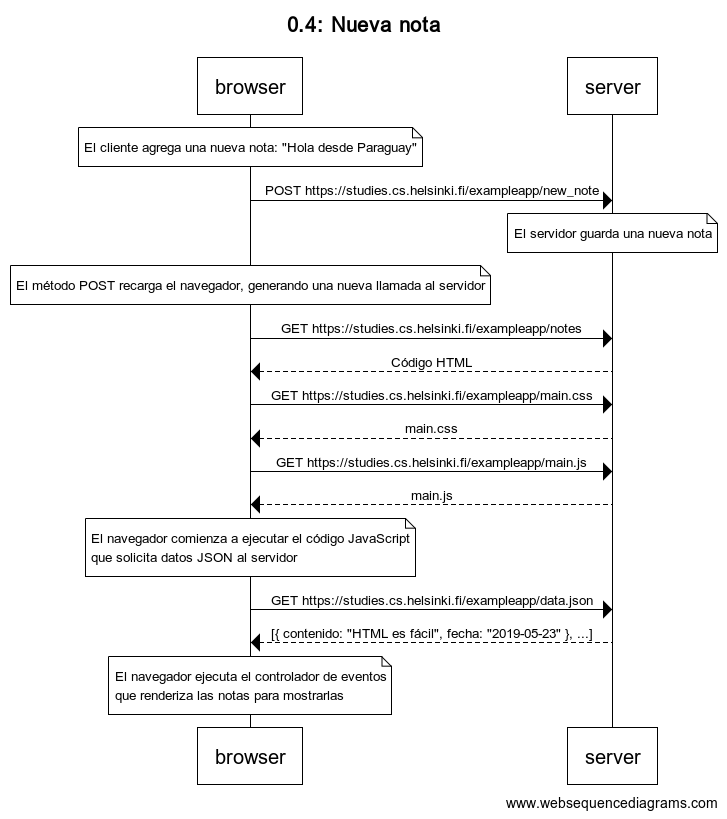 0.4: Nueva nota
browser
server
El cliente agrega una nueva nota: "Hola desde Paraguay"
POST https://studies.cs.helsinki.fi/exampleapp/new_note
El servidor guarda una nueva nota
El método POST recarga el navegador, generando una nueva llamada al servidor
GET https://studies.cs.helsinki.fi/exampleapp/notes
Código HTML
GET https://studies.cs.helsinki.fi/exampleapp/main.css
main.css
GET https://studies.cs.helsinki.fi/exampleapp/main.js
main.js
El navegador comienza a ejecutar el código JavaScript
que solicita datos JSON al servidor
GET https://studies.cs.helsinki.fi/exampleapp/data.json
[{ contenido: "HTML es fácil", fecha: "2019-05-23" }, ...]
El navegador ejecuta el controlador de eventos
que renderiza las notas para mostrarlas
browser
server
www.websequencediagrams.com